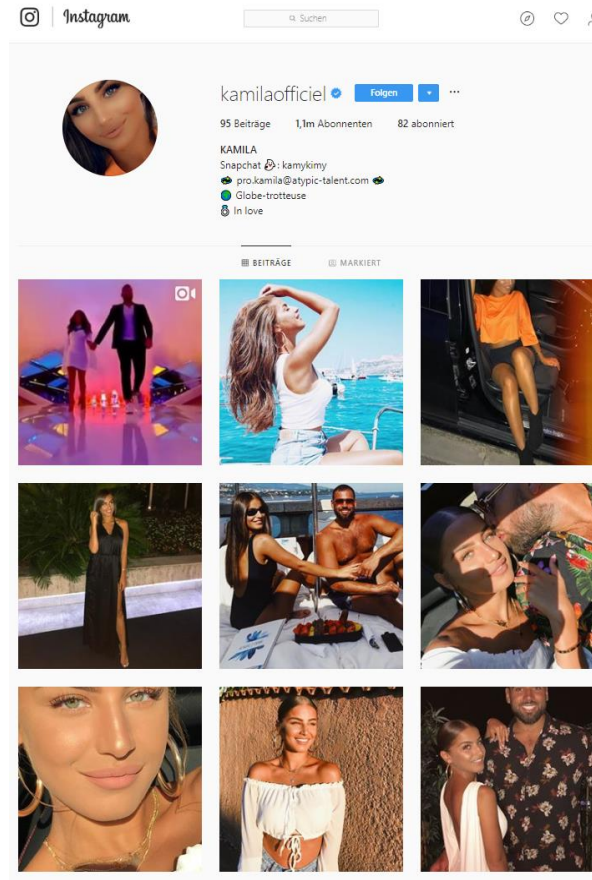 Instagram
Suchen
kamilaofficiel
Folgen
95 Beiträge 1,1m Abonnenten 82 abonniert
KAMILA
Snapchat : kamykimy
pro.kamila@atypic-talent.com
Globe-trotteuse
In love
BEITRÄGE MARKIERT